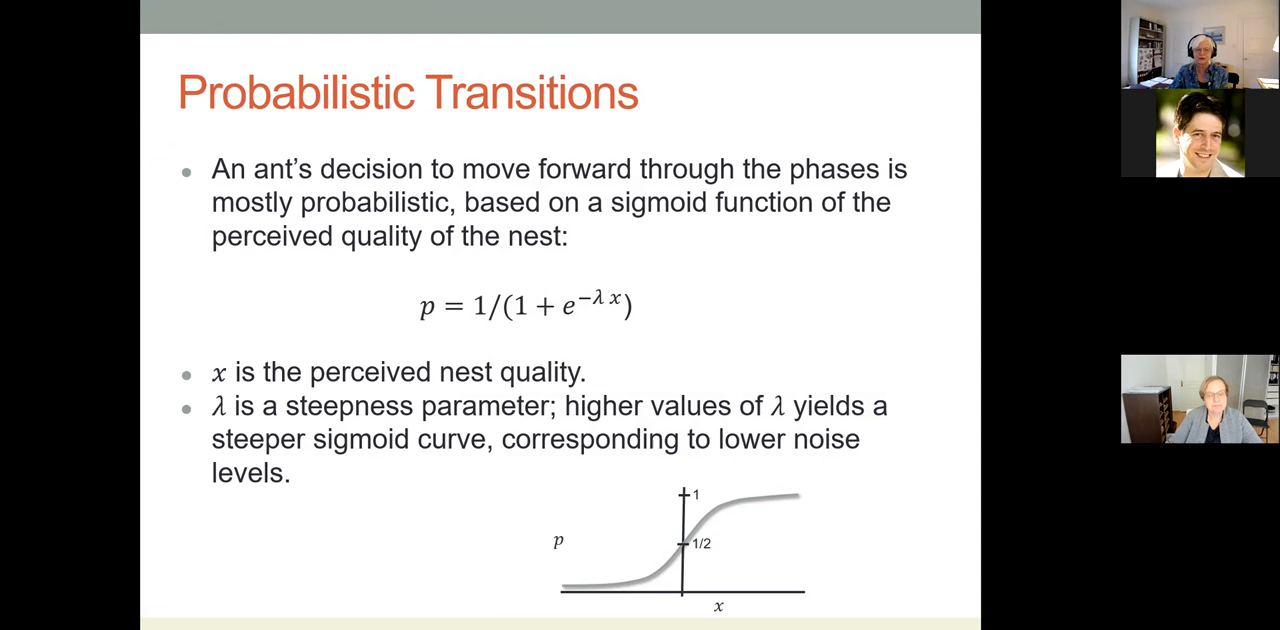 Probabilistic Transitions
• An ant’s decision to move forward through the phases is
mostly probabilistic, based on a sigmoid function of the
perceived quality of the nest:
p = 1/(1 + e^{−λ x})
• x is the perceived nest quality.
• λ is a steepness parameter; higher values of λ yields a
steeper sigmoid curve, corresponding to lower noise
levels.
1
p
1/2
x